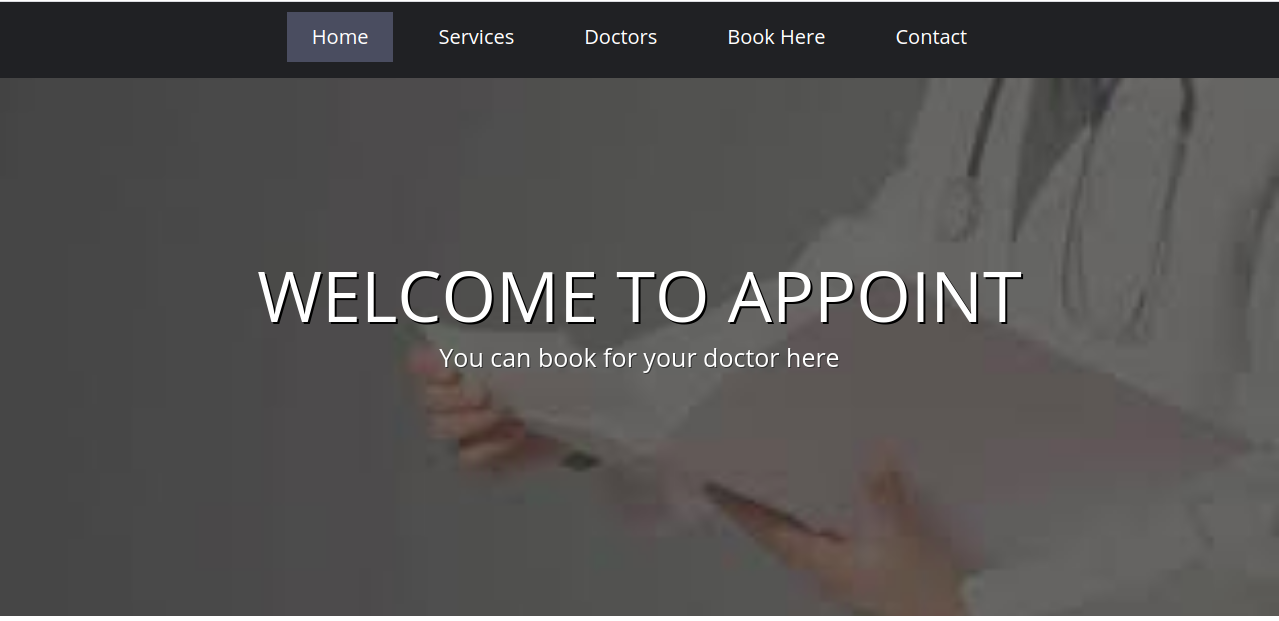 Home Services Doctors Book Here Contact
WELCOME TO APPOINT
You can book for your doctor here